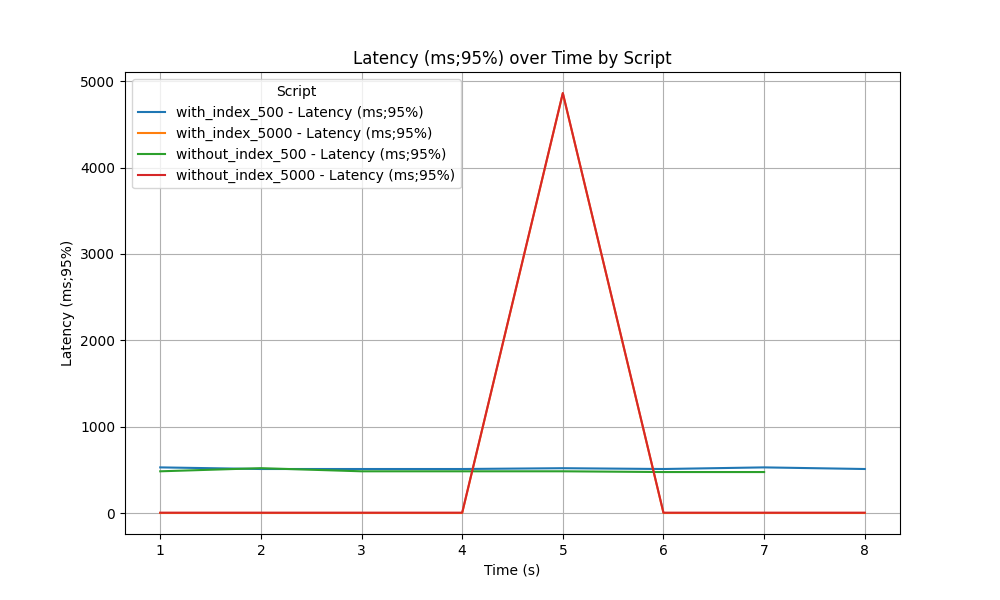 Latency (ms;95%) over Time by Script
Script
with_index_500 - Latency (ms;95%)
with_index_5000 - Latency (ms;95%)
without_index_500 - Latency (ms;95%)
without_index_5000 - Latency (ms;95%)
Latency (ms;95%)
5000
4000
3000
2000
1000
0
1 2 3 4 5 6 7 8
Time (s)